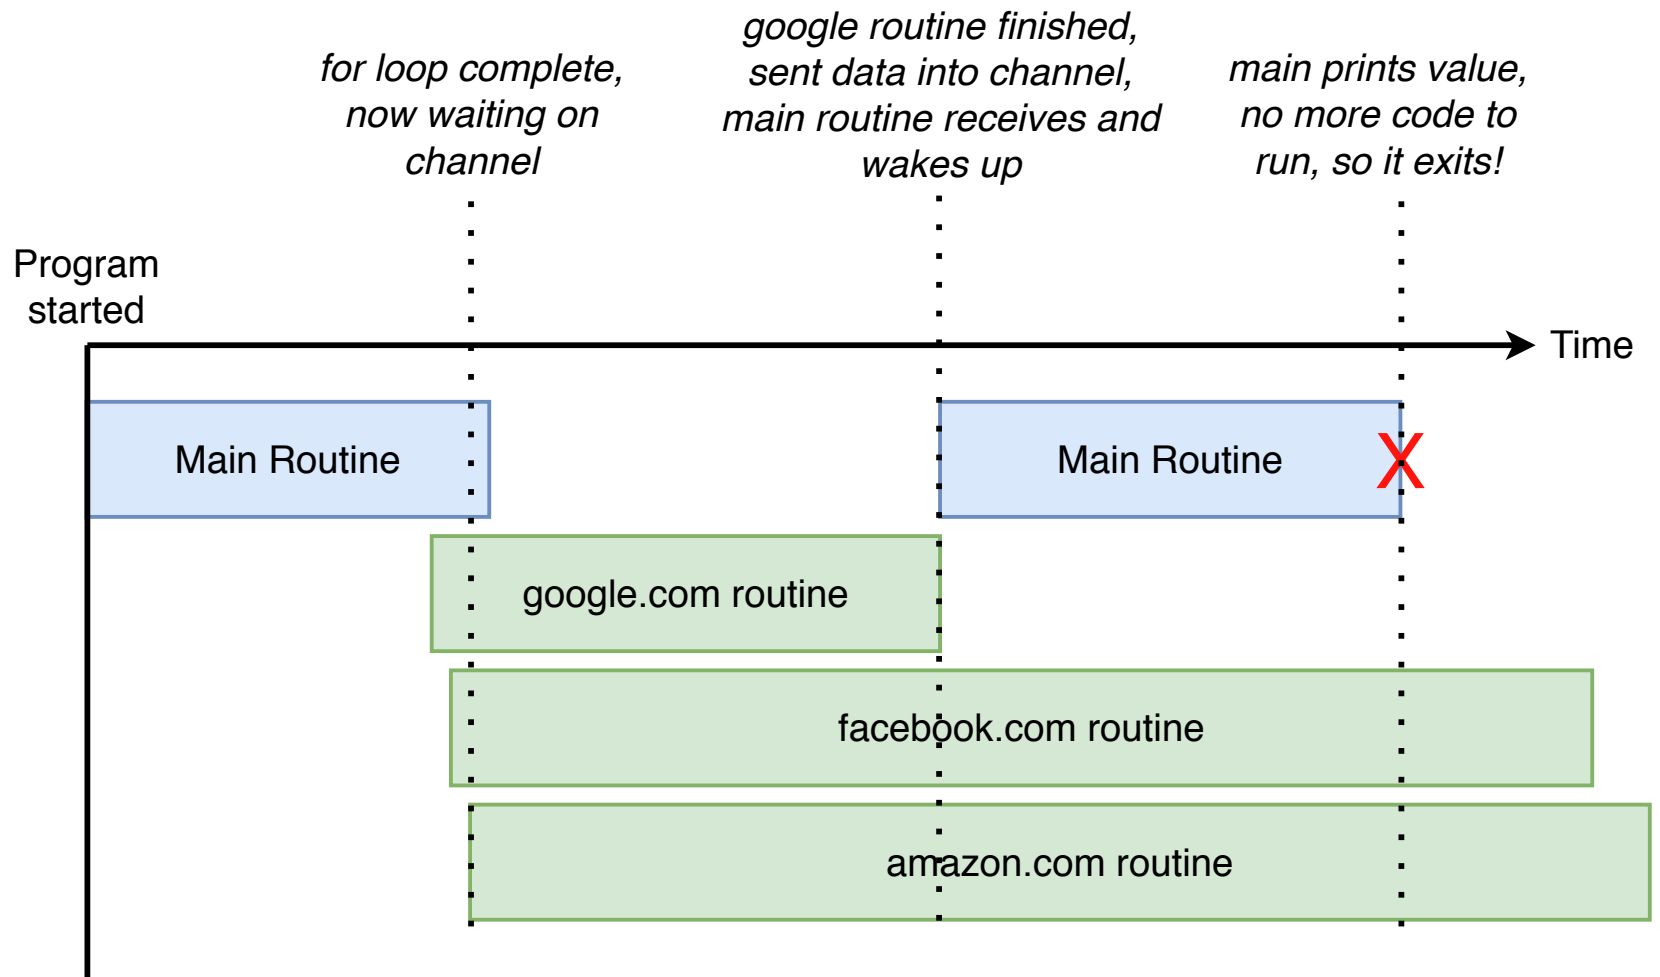 for loop complete,
now waiting on
channel
google routine finished,
sent data into channel,
main routine receives and
wakes up
main prints value,
no more code to
run, so it exits!
Program
started
Time
Main Routine
Main Routine
X
google.com routine
facebook.com routine
amazon.com routine